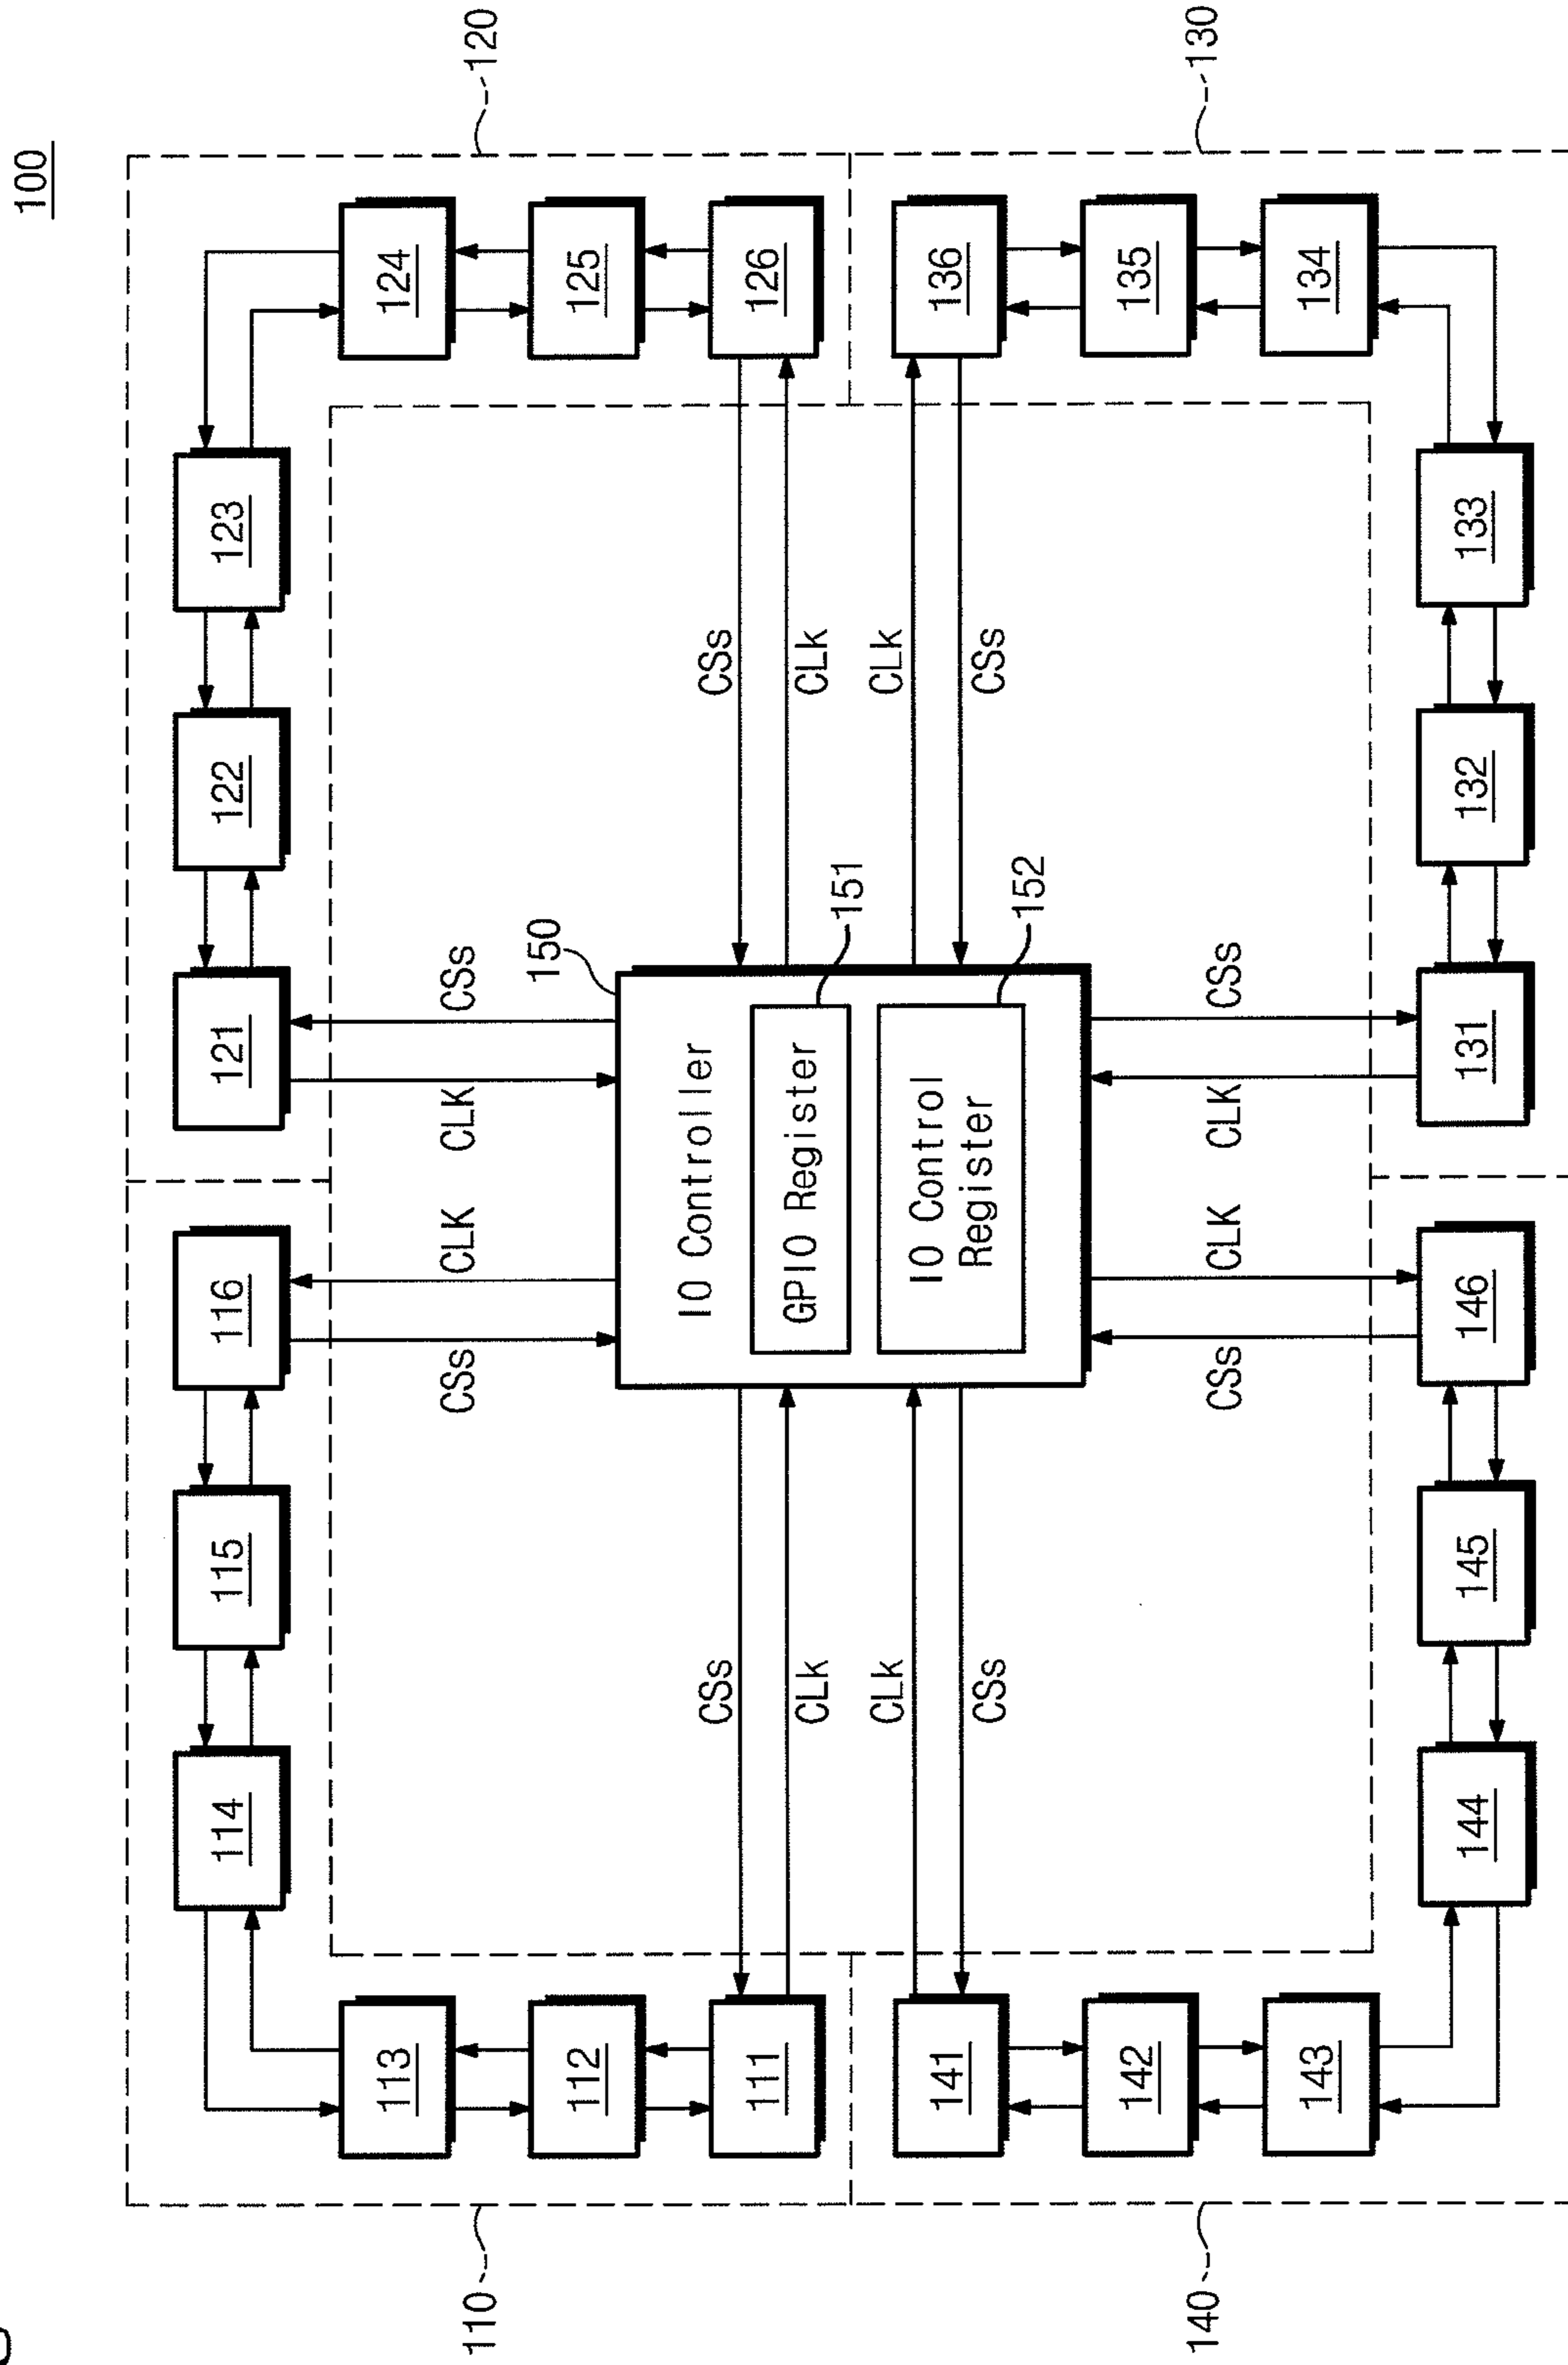 100
110
120
114
115
116
121
122
123
113
124
112
125
111
126
CSs
CLK
CLK
CSs
150
IO Controller
GPIO Register
151
IO Control
Register
152
CSs
CLk
CSs
CLk
CLk
CSs
CLk
CSs
CSs
CLK
CLK
CSs
141
136
142
135
143
134
144
145
146
131
132
133
140
130